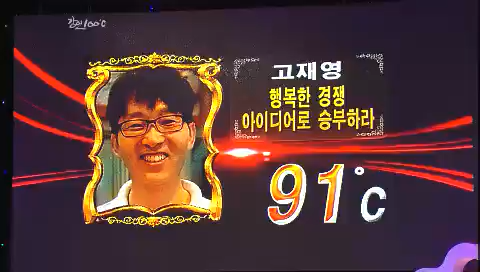 강연100℃
고재영
행복한 경쟁
아이디어로 승부하라
91℃